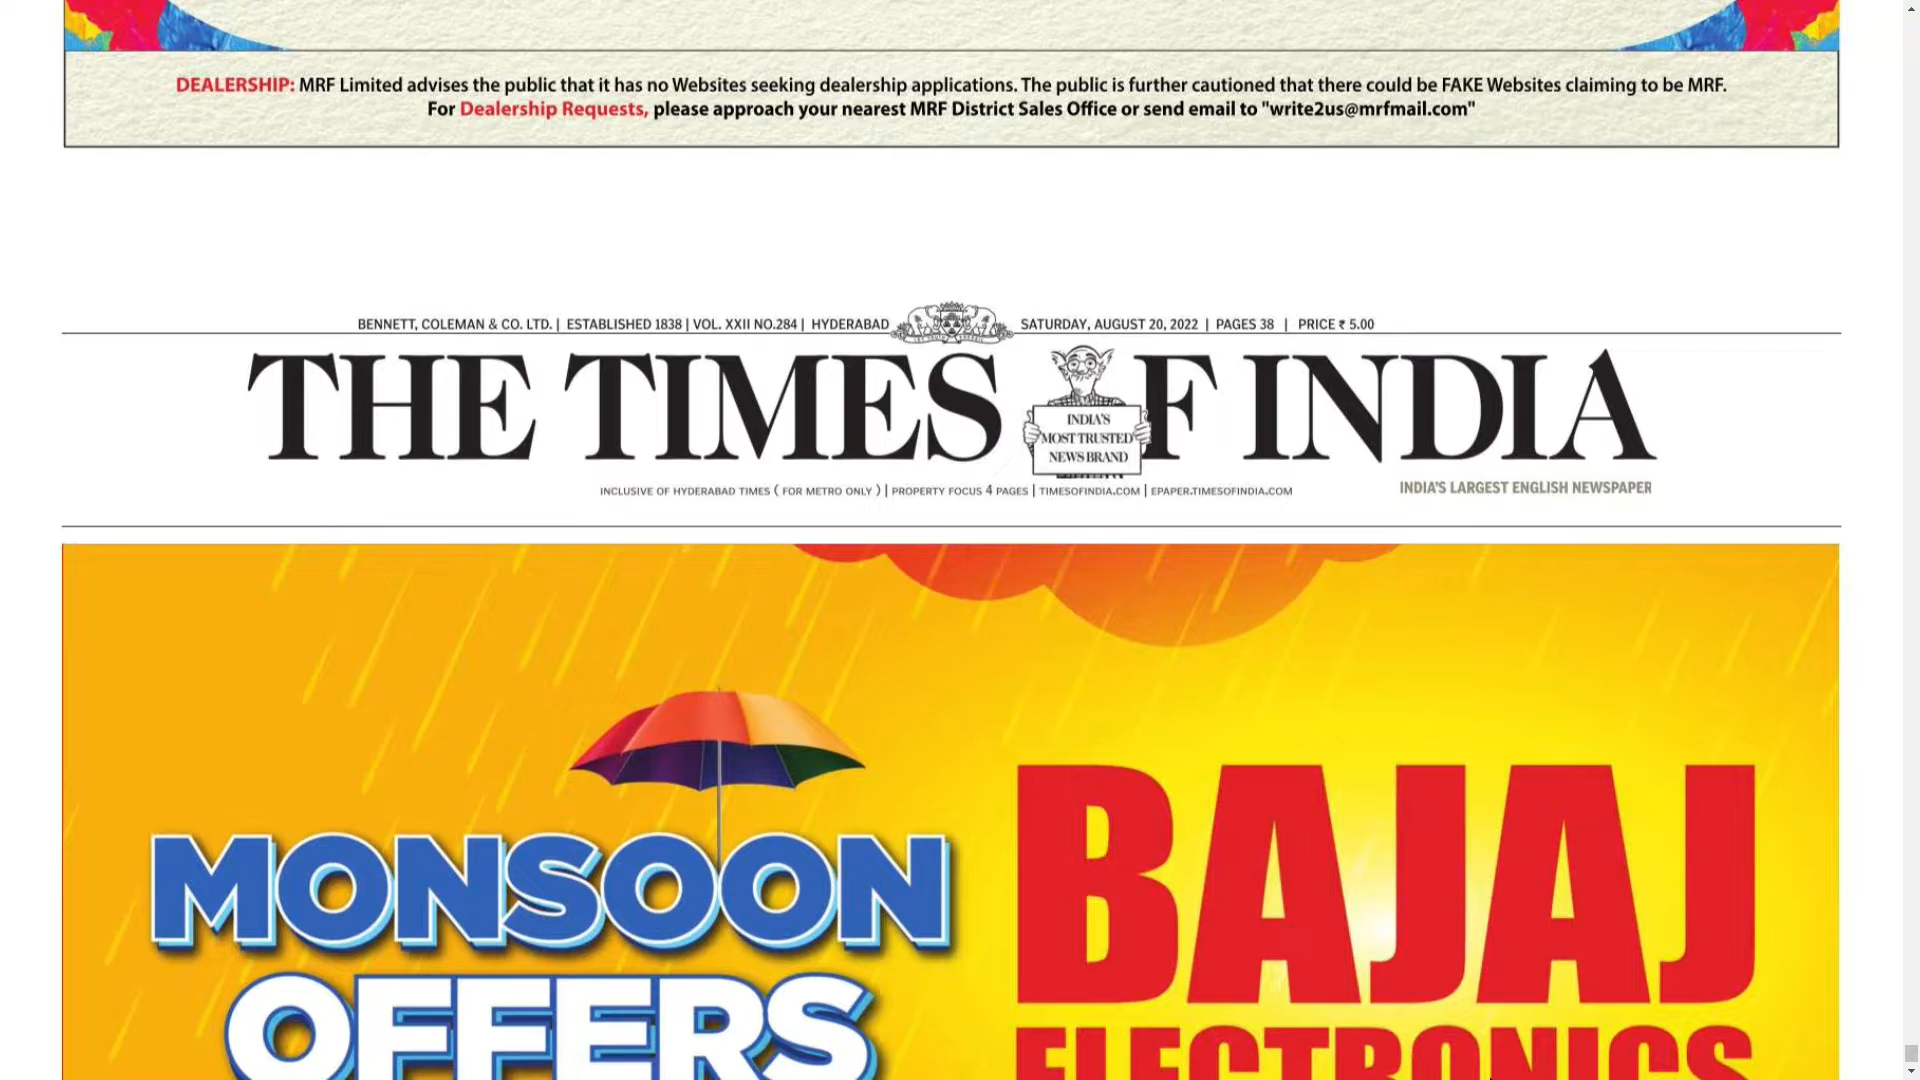 DEALERSHIP: MRF Limited advises the public that it has no Websites seeking dealership applications. The public is further cautioned that there could be FAKE Websites claiming to be MRF.
For Dealership Requests, please approach your nearest MRF District Sales Office or send email to "write2us@mrfmail.com"
BENNETT, COLEMAN & CO. LTD. | ESTABLISHED 1838 | VOL. XXII NO.284 | HYDERABAD
SATURDAY, AUGUST 20, 2022 | PAGES 38 | PRICE ₹ 5.00
THE TIMES OF INDIA
INDIA'S
MOST TRUSTED
NEWS BRAND
INCLUSIVE OF HYDERABAD TIMES ( FOR METRO ONLY ) | PROPERTY FOCUS 4 PAGES | TIMESOFINDIA.COM | EPAPER.TIMESOFINDIA.COM
INDIA'S LARGEST ENGLISH NEWSPAPER
MONSOON
OFFERS
BAJAJ
ELECTRONICS